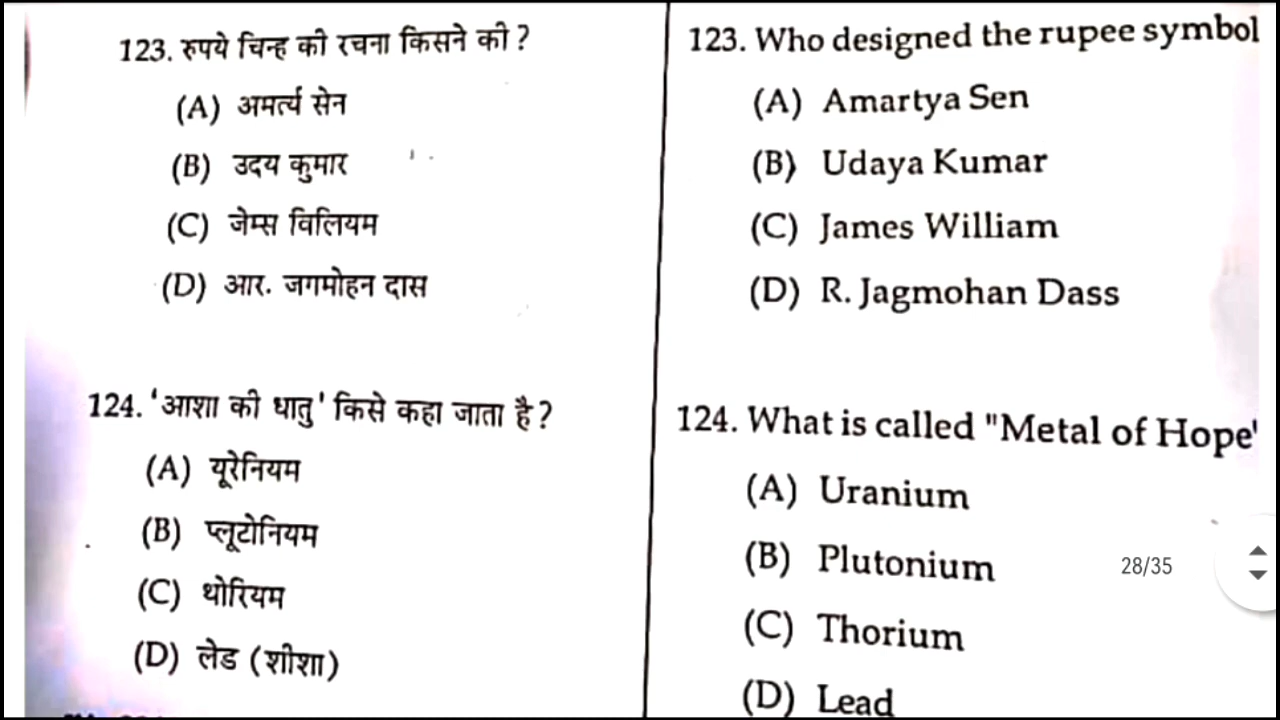 123. रुपये चिन्ह की रचना किसने की ?
(A) अमर्त्य सेन
(B) उदय कुमार
(C) जेम्स विलियम
(D) आर. जगमोहन दास
124. 'आशा की धातु' किसे कहा जाता है ?
(A) यूरेनियम
(B) प्लूटोनियम
(C) थोरियम
(D) लेड (शीशा)
123. Who designed the rupee symbol
(A) Amartya Sen
(B) Udaya Kumar
(C) James William
(D) R. Jagmohan Dass
124. What is called "Metal of Hope'
(A) Uranium
(B) Plutonium
(C) Thorium
(D) Lead
28/35